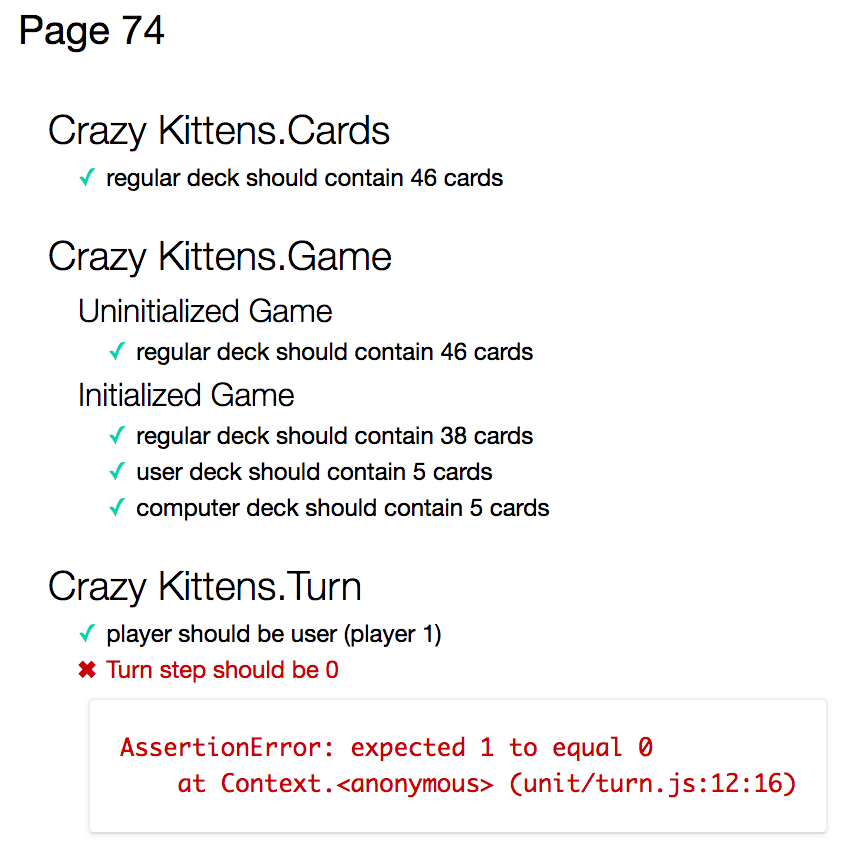 Page 74
Crazy Kittens.Cards
✓ regular deck should contain 46 cards
Crazy Kittens.Game
Uninitialized Game
✓ regular deck should contain 46 cards
Initialized Game
✓ regular deck should contain 38 cards
✓ user deck should contain 5 cards
✓ computer deck should contain 5 cards
Crazy Kittens.Turn
✓ player should be user (player 1)
✖ Turn step should be 0
AssertionError: expected 1 to equal 0
at Context.<anonymous> (unit/turn.js:12:16)